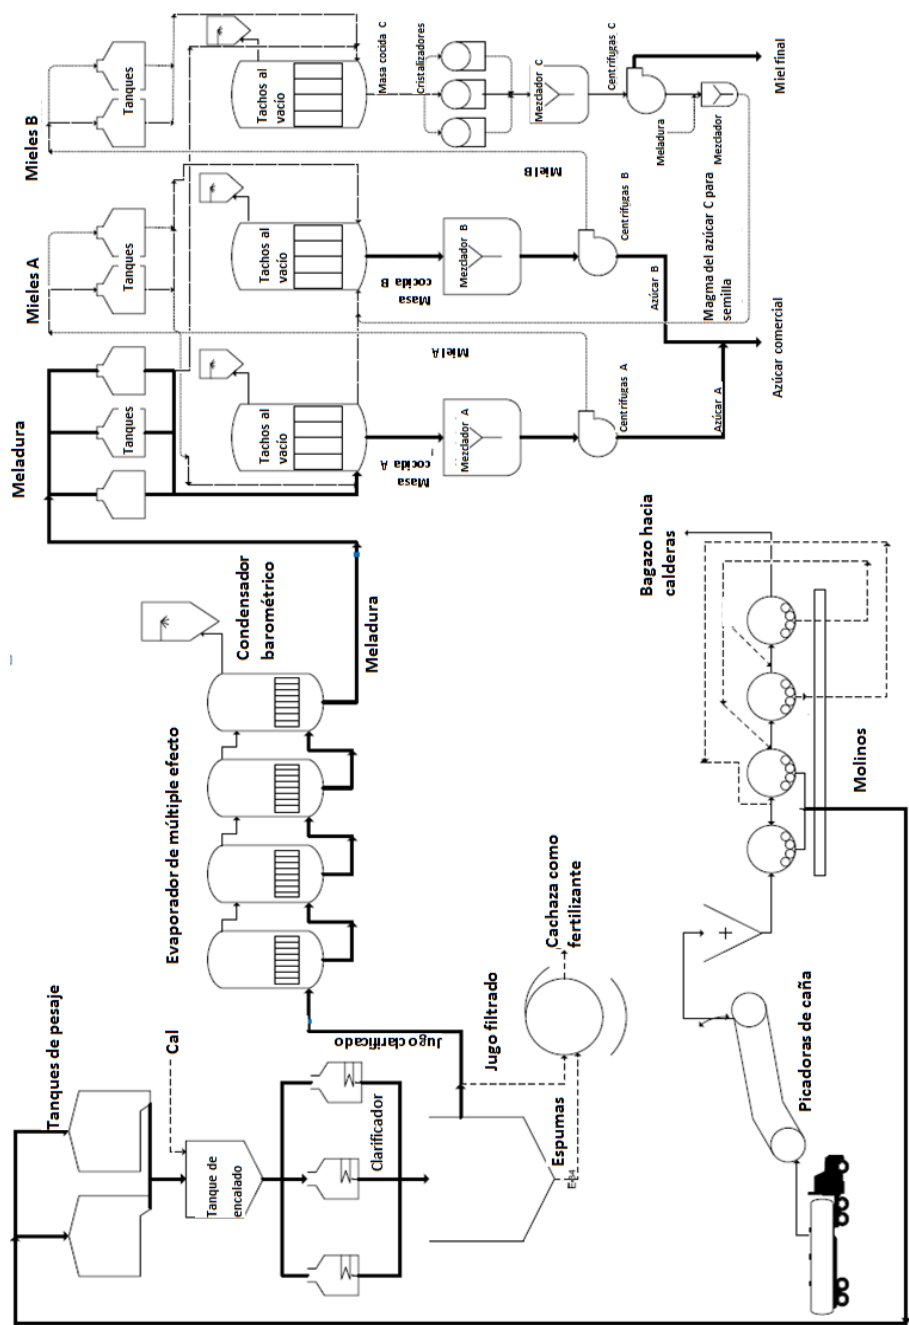 Tanques de pesaje
Cal
Tanque de
encalado
Clarificador
Espumas
Jugo filtrado
Jugo clarificado
Cachaza como
fertilizante
Evaporador de múltiple efecto
Condensador
barométrico
Meladura
Picadoras de caña
Molinos
Bagazo hacia
calderas
Meladura
Tanques
Mieles A
Tanques
Mieles B
Tanques
Tachos al
vacío
Tachos al
vacío
Tachos al
vacío
Masa
cocida A
Masa
cocida B
Masa cocida C
Cristalizadores
Mezclador A
Mezclador B
Mezclador C
Miel A
Miel B
Centrífugas A
Centrífugas B
Centrífugas C
Azúcar A
Azúcar B
Meladura
Mezclador
Magma del azúcar C para
semilla
Azúcar comercial
Miel final